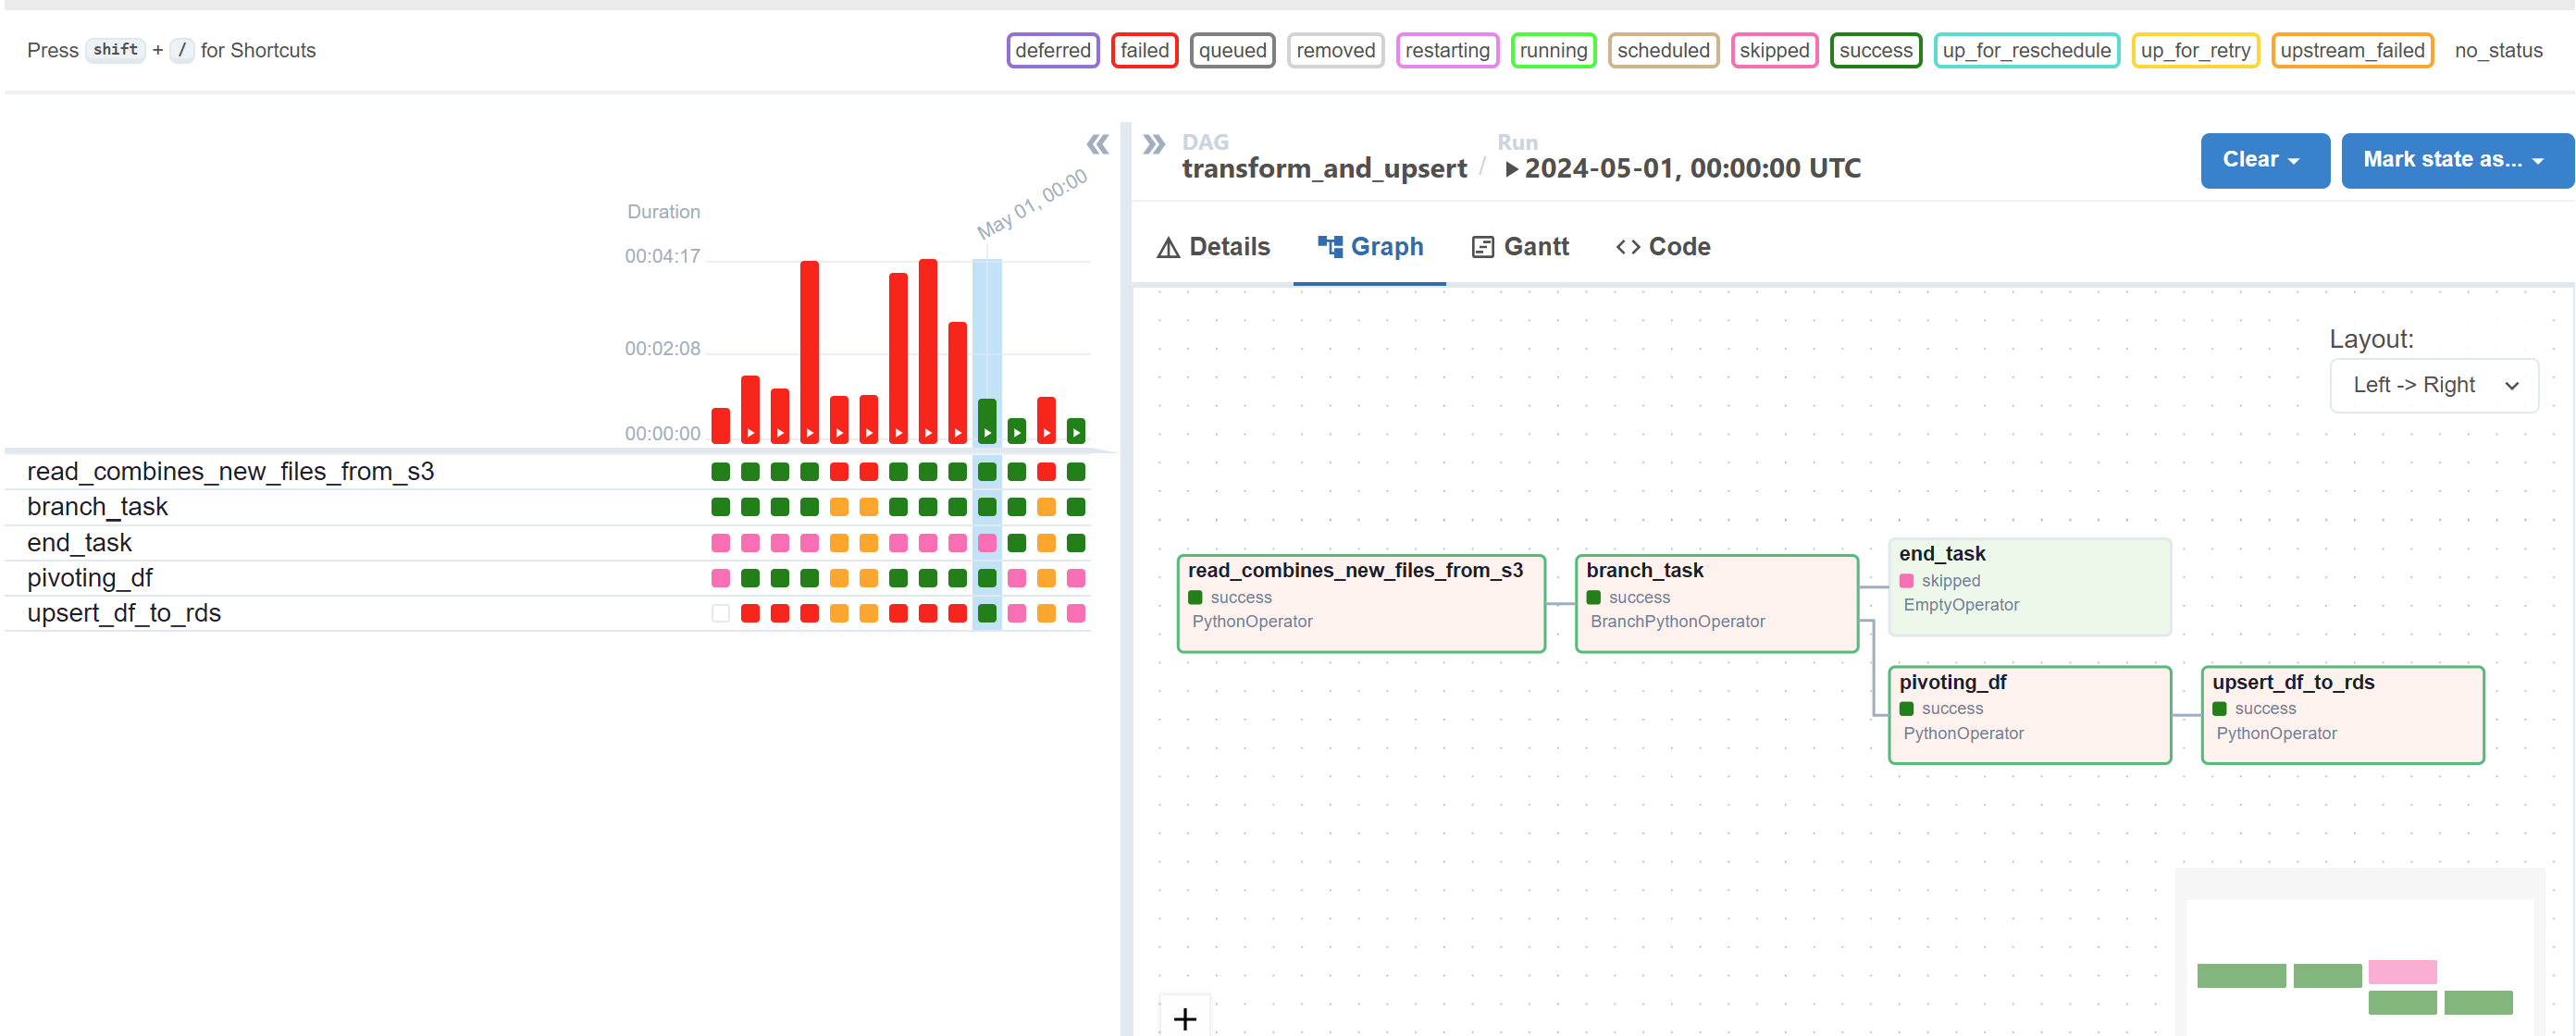 Press shift + / for Shortcuts
deferred failed queued removed restarting running scheduled skipped success up_for_reschedule up_for_retry upstream_failed no_status
DAG
transform_and_upsert
/
Run
2024-05-01, 00:00:00 UTC
Clear
Mark state as...
Details
Graph
Gantt
Code
May 01, 00:00
Duration
00:04:17
00:02:08
00:00:00
read_combines_new_files_from_s3
branch_task
end_task
pivoting_df
upsert_df_to_rds
Layout:
Left -> Right
read_combines_new_files_from_s3
success
PythonOperator
branch_task
success
BranchPythonOperator
end_task
skipped
EmptyOperator
pivoting_df
success
PythonOperator
upsert_df_to_rds
success
PythonOperator
+